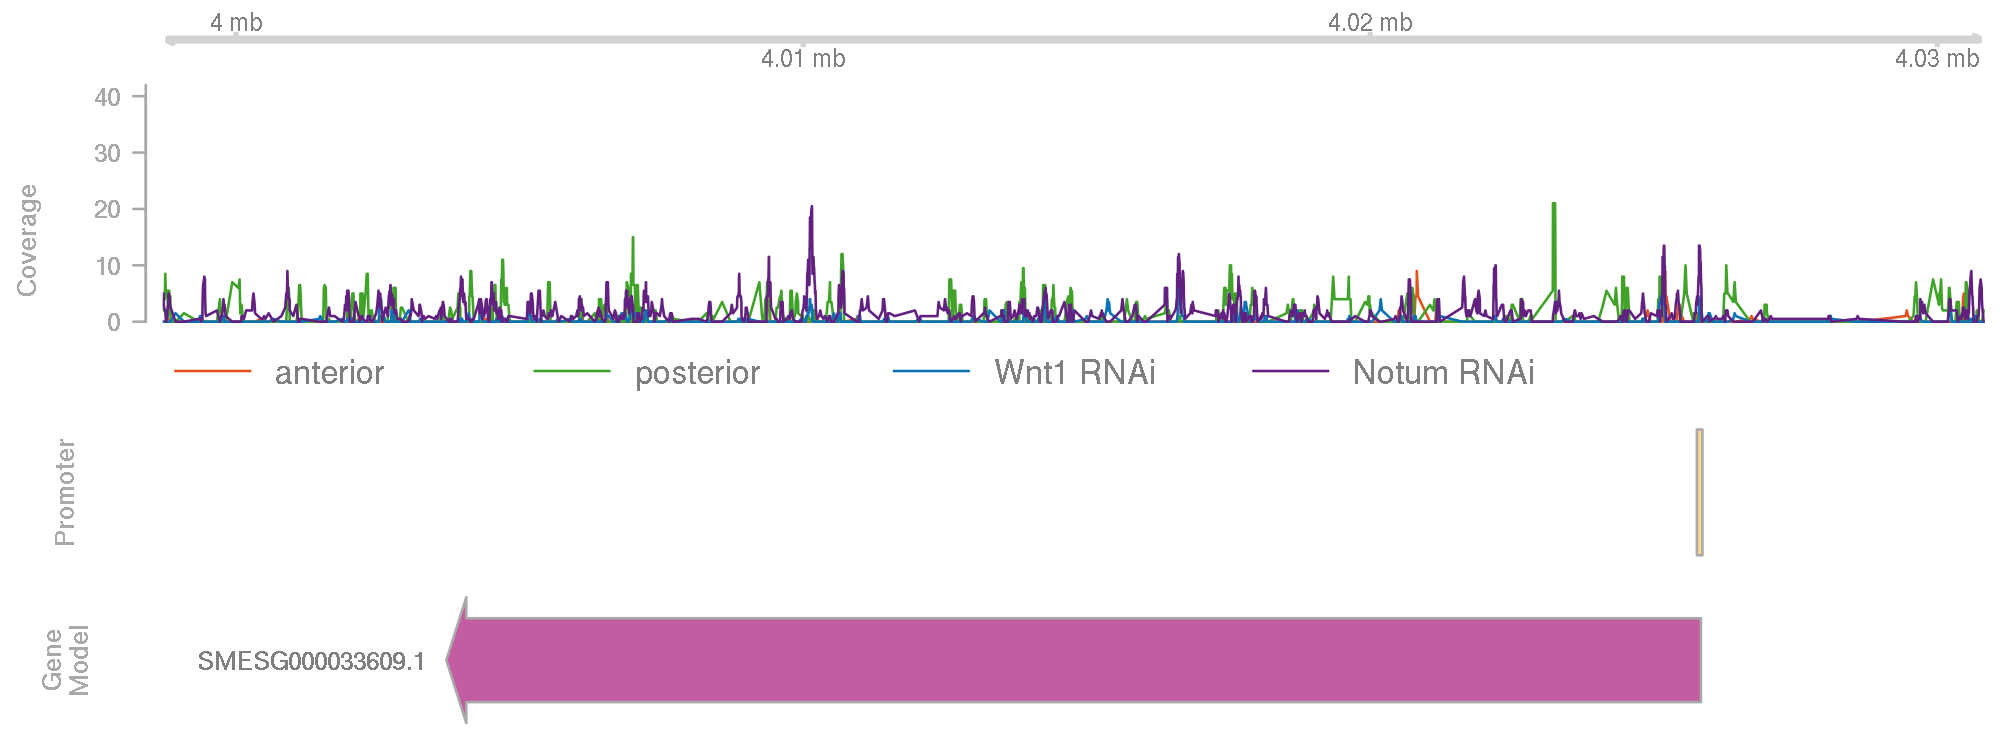 4 mb
4.02 mb
4.01 mb
4.03 mb
Coverage
40
30
20
10
0
anterior posterior Wnt1 RNAi Notum RNAi
Promoter
Gene
Model
SMESG000033609.1